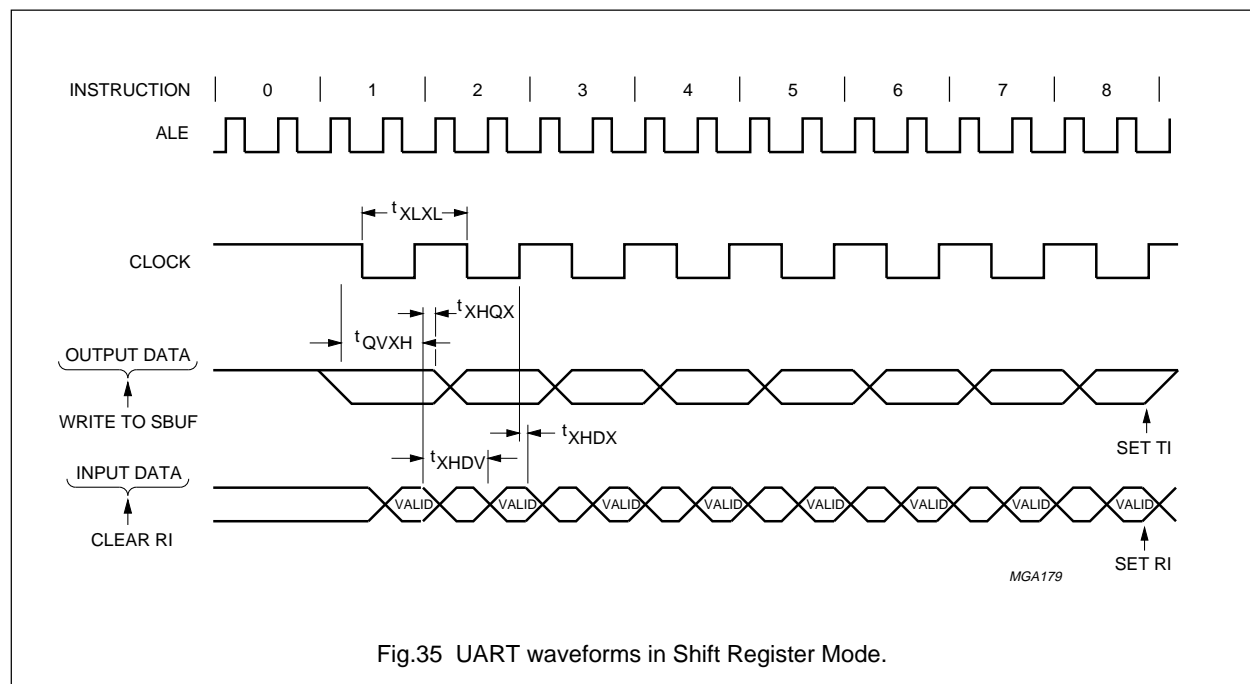 INSTRUCTION | 0 | 1 | 2 | 3 | 4 | 5 | 6 | 7 | 8 |
ALE
tXLXL
CLOCK
tXHQX
tQVXH
OUTPUT DATA
WRITE TO SBUF
tXHDX
SET TI
tXHDV
INPUT DATA
VALID VALID VALID VALID VALID VALID VALID VALID
CLEAR RI
SET RI
MGA179
Fig.35 UART waveforms in Shift Register Mode.